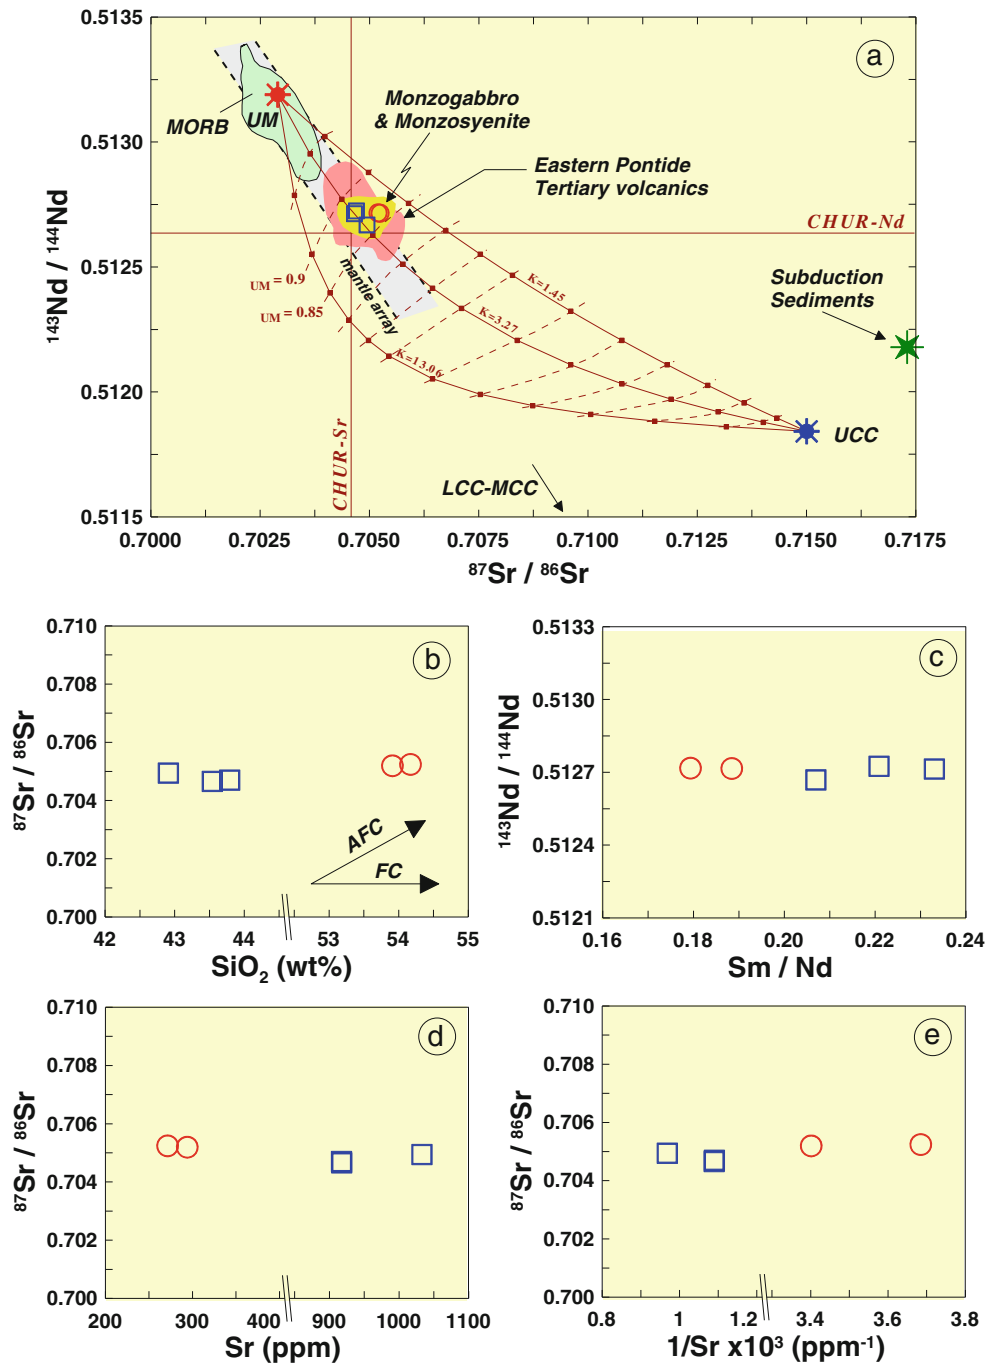 a
0.5135
0.5130
0.5125
0.5120
0.5115
143Nd / 144Nd
MORB
UM
Monzogabbro
& Monzosyenite
Eastern Pontide
Tertiary volcanics
CHUR-Nd
UM = 0.9
UM = 0.85
mantle array
K=1.45
K=3.27
K=13.06
Subduction
Sediments
UCC
CHUR-Sr
LCC-MCC
0.7000 0.7025 0.705 0.7075 0.7100 0.7125 0.715 0.7175
87Sr / 86Sr
b
0.710
0.708
0.706
0.704
0.702
0.700
87Sr / 86Sr
AFC
FC
42 43 44 53 54 55
SiO2 (wt%)
c
0.5133
0.5130
0.5127
0.5124
0.5121
143Nd / 144Nd
0.16 0.18 0.20 0.22 0.24
Sm / Nd
d
0.710
0.708
0.706
0.704
0.702
0.700
87Sr / 86Sr
200 300 400 900 1000 1100
Sr (ppm)
e
0.710
0.708
0.706
0.704
0.702
0.700
87Sr / 86Sr
0.8 1 1.2 3.4 3.6 3.8
1/Sr x10³ (ppm⁻¹)